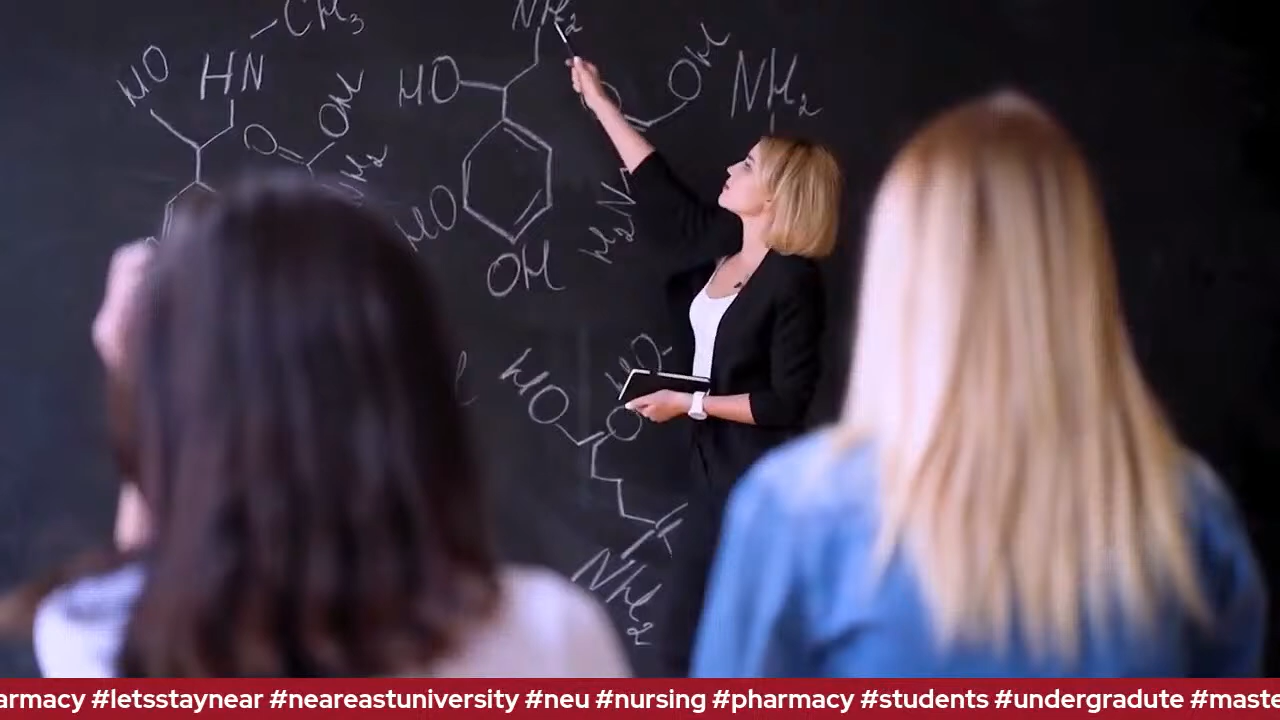 CH3
NH2
HO
HN
HO
OH
NH2
OH
NH2
HO
H2N
OH
HO
HO
O
NH2
armacy #letsstaynear #neareastuniversity #neu #nursing #pharmacy #students #undergradute #maste